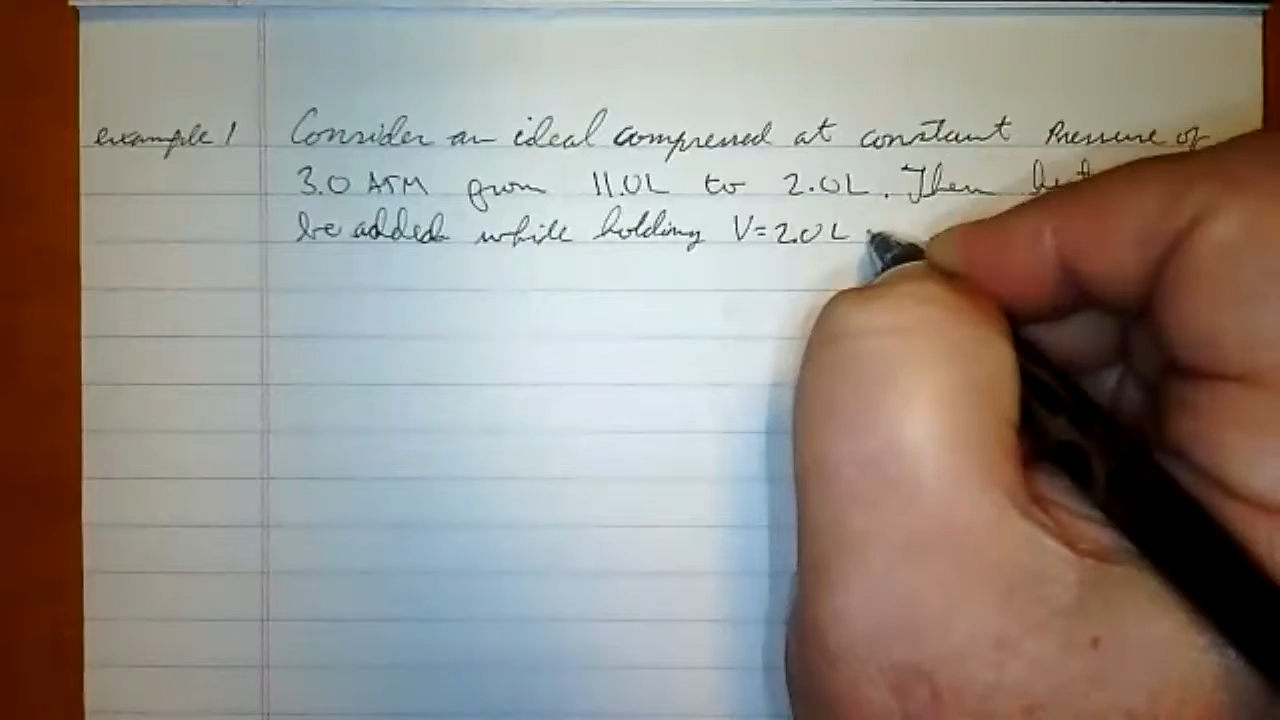 example 1 Consider an ideal compressed at constant Pressure of
3.0 ATM from 11.0L to 2.0L. Then
be added while holding V=2.0L